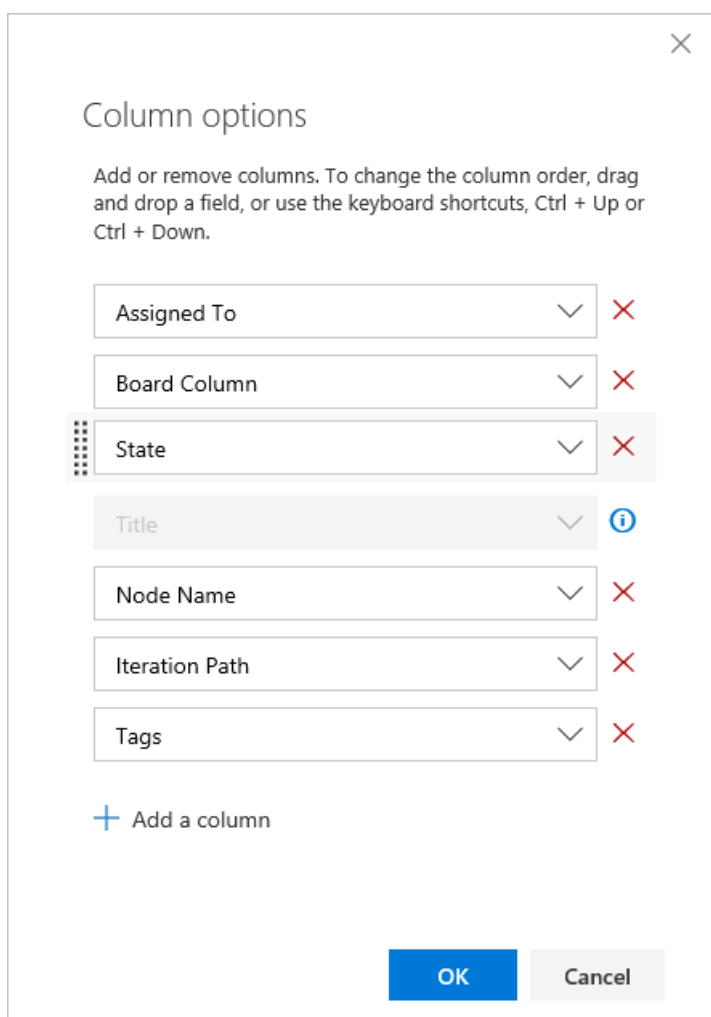 Column options
Add or remove columns. To change the column order, drag
and drop a field, or use the keyboard shortcuts, Ctrl + Up or
Ctrl + Down.
Assigned To
Board Column
State
Title
Node Name
Iteration Path
Tags
Add a column
OK Cancel